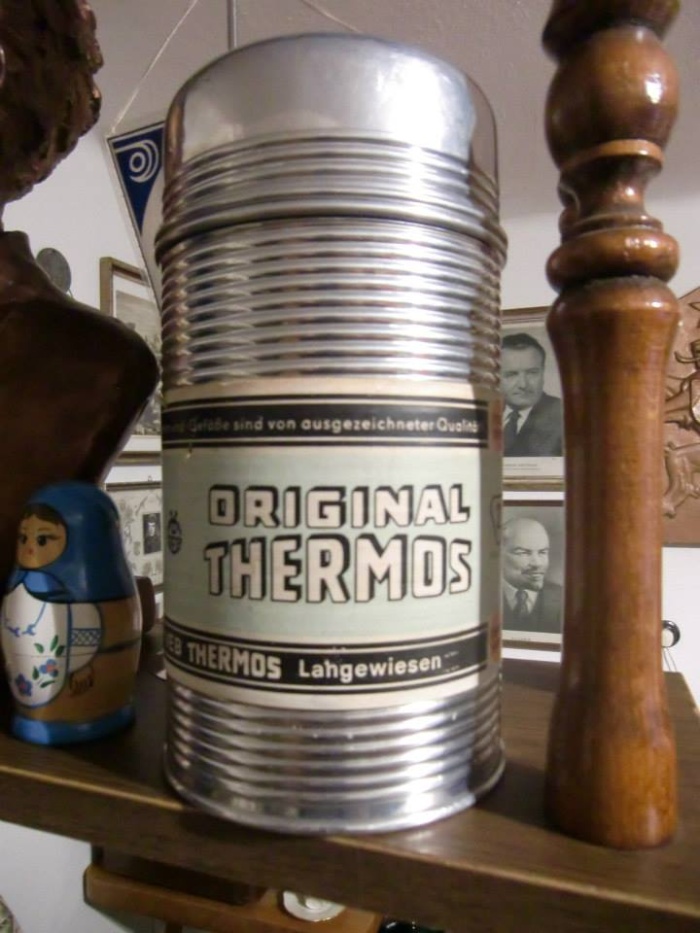 Gefäße sind von ausgezeichneter Qualität
ORIGINAL
THERMOS
THERMOS Langewiesen